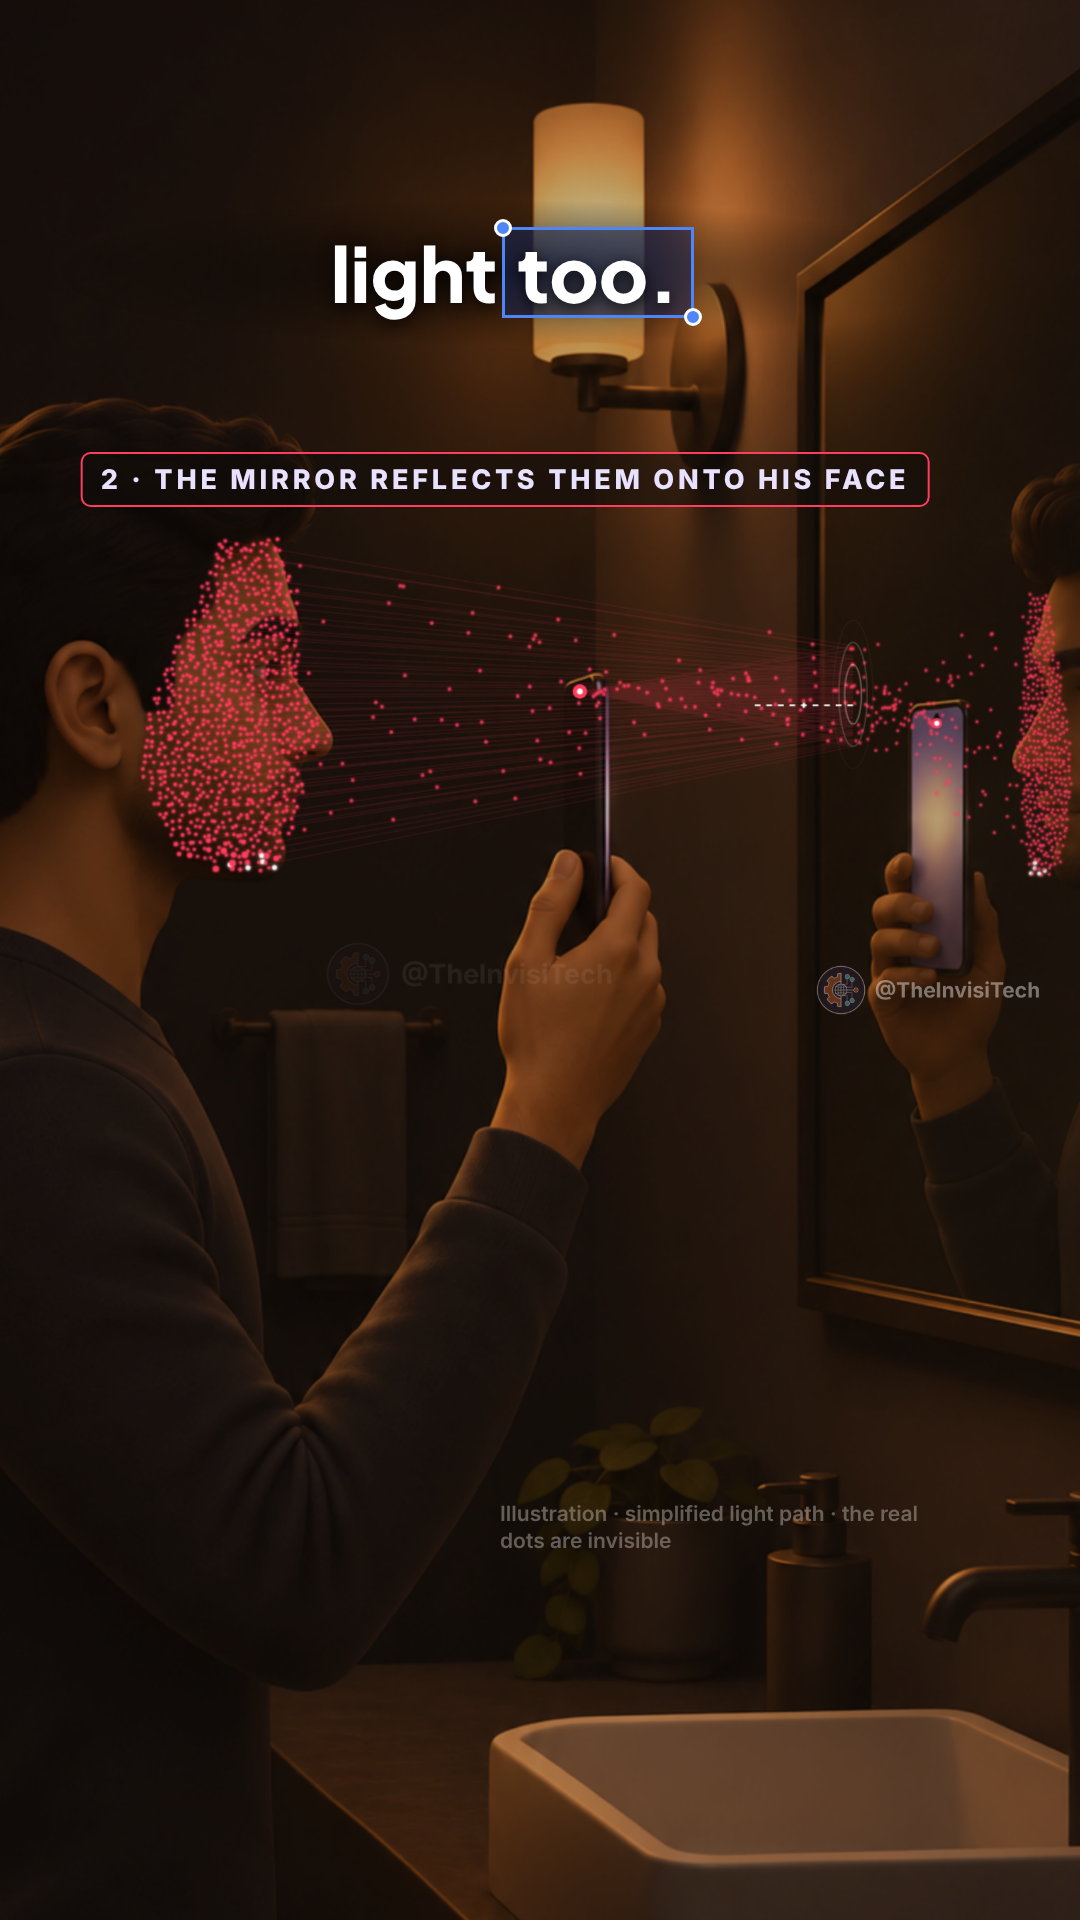 light too.
2 · THE MIRROR REFLECTS THEM ONTO HIS FACE
@TheInvisiTech
@TheInvisiTech
Illustration · simplified light path · the real
dots are invisible